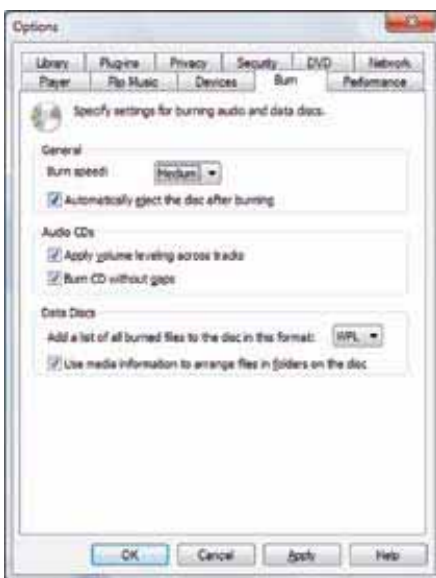 Options
Library Plug-ins Privacy Security DVD Network
Player Rip Music Devices Burn Performance
Specify settings for burning audio and data discs.
General
Burn speed: Medium
Automatically eject the disc after burning
Audio CDs
Apply volume leveling across tracks
Burn CD without gaps
Data Discs
Add a list of all burned files to the disc in this format: WPL
Use media information to arrange files in folders on the disc
OK Cancel Apply Help